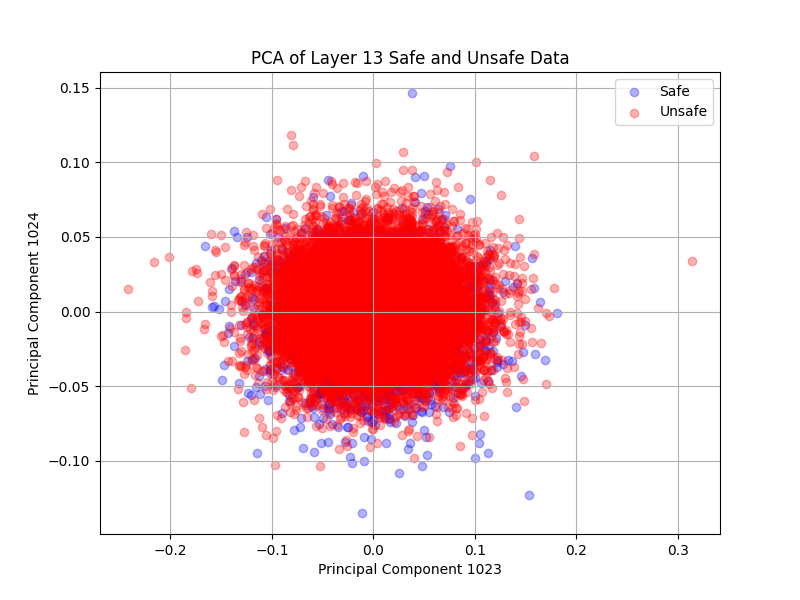 PCA of Layer 13 Safe and Unsafe Data
Safe
Unsafe
0.15
0.10
0.05
0.00
−0.05
−0.10
Principal Component 1024
−0.2
−0.1
0.0
0.1
0.2
0.3
Principal Component 1023